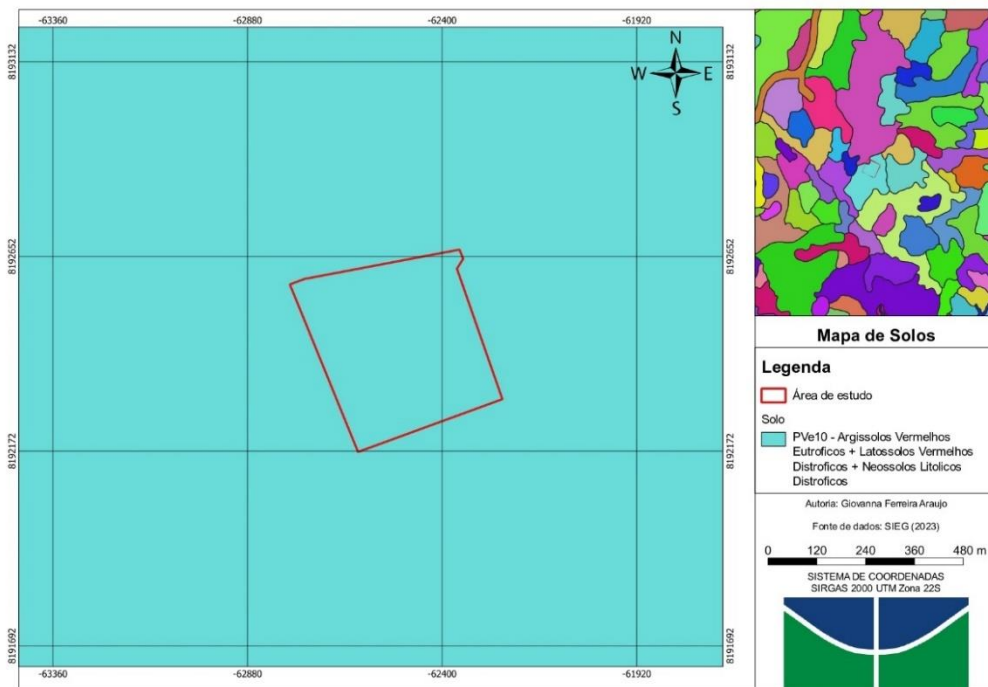 -63360
-62880
-62400
-61920
8193132
8193132
N
W
E
S
8192652
8192652
8192172
8192172
8191692
8191692
-63360
-62880
-62400
-61920
Mapa de Solos
Legenda
Área de estudo
Solo
PVe10 - Argissolos Vermelhos
Eutroficos + Latossolos Vermelhos
Distroficos + Neossolos Litolicos
Distroficos
Autoria: Giovanna Ferreira Araujo
Fonte de dados: SIEG (2023)
0 120 240 360 480 m
SISTEMA DE COORDENADAS
SIRGAS 2000 UTM Zona 22S